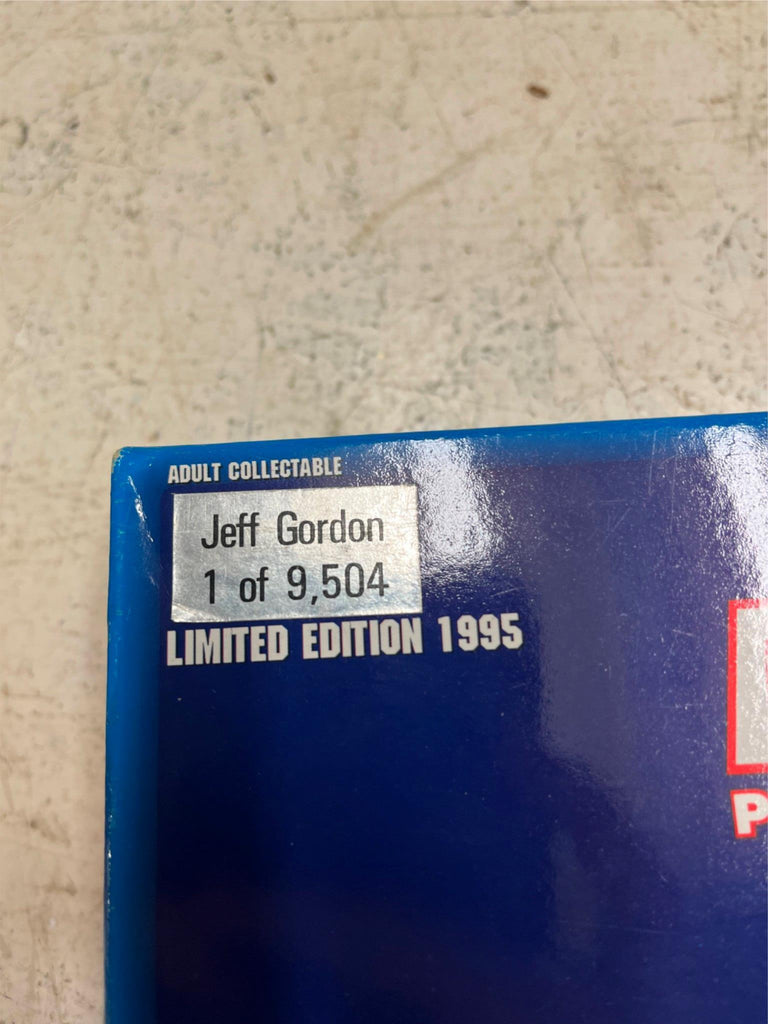 ADULT COLLECTABLE
Jeff Gordon
1 of 9,504
LIMITED EDITION 1995
P